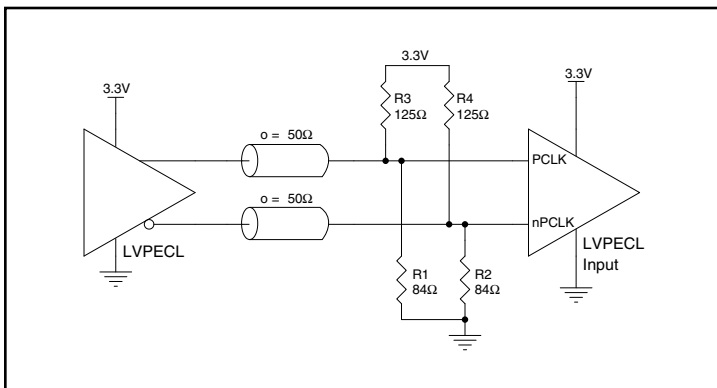 3.3V
3.3V
3.3V
R3
125Ω
R4
125Ω
o = 50Ω
PCLK
o = 50Ω
nPCLK
LVPECL
LVPECL
Input
R1
84Ω
R2
84Ω